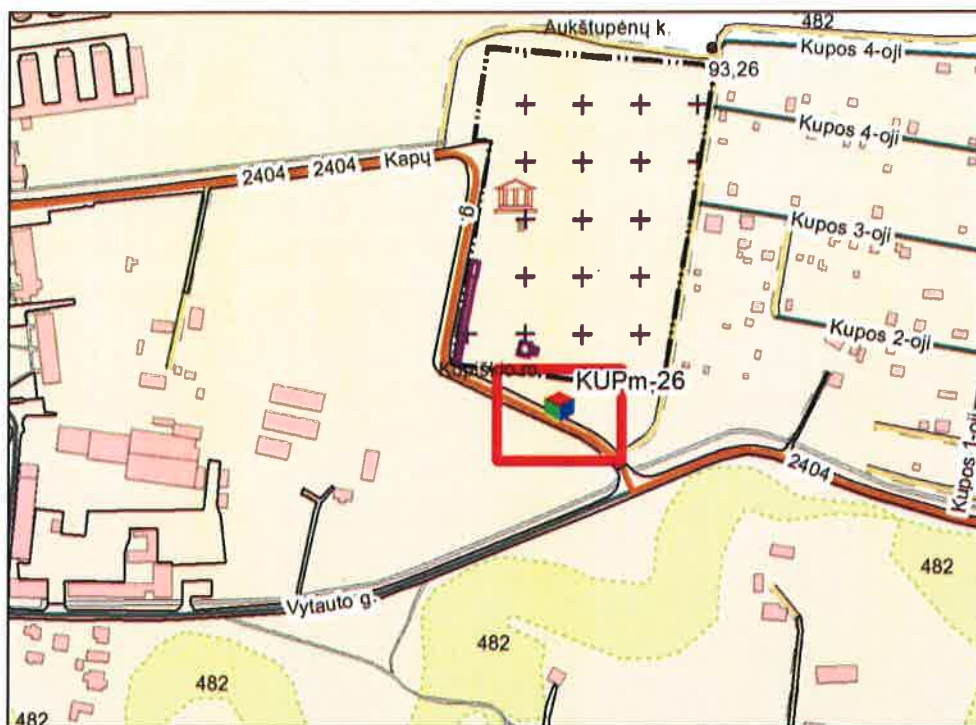 482
Aukštupėnų k.
93,26
Kupos 4-oji
Kupos 4-oji
2404
2404
Kapų
g.
Kupos 3-oji
Kupos 2-oji
KUPm-26
2404
Kupos 1-oji
482
Vytauto g.
482
482
482